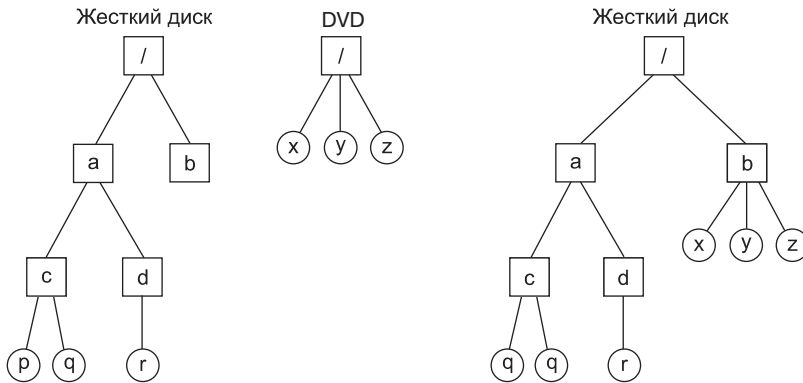 Жесткий диск DVD Жесткий диск
/ / /
x y z
a b a b
x y z
c d c d
p q r q q r